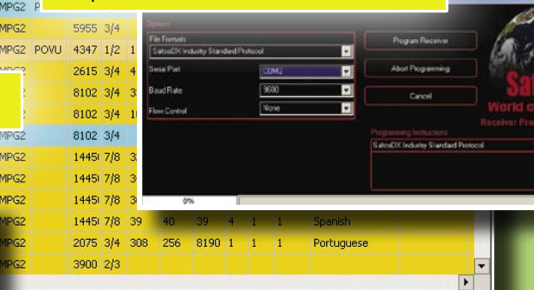 MPG2
MPG2 5955 3/4
MPG2 POVU 4347 1/2 1
2615 3/4 4
8102 3/4
8102 3/4
MPG2 8102 3/4
MPG2 1445 7/8
MPG2 1445 7/8
MPG2 1445 7/8
MPG2 1445 7/8 39 40 39 4 1 1 Spanish
MPG2 2075 3/4 308 256 8190 1 1 1 Portuguese
MPG2 3900 2/3
Options
File Formats
SatcoDX Industry Standard Protocol
Serial Port COM2
Baud Rate 9600
Flow Control None
0%
Program Receiver
Abort Programming
Cancel
Sat
World
Receiver Pro
Programming Instructions
SatcoDX Industry Standard Protocol